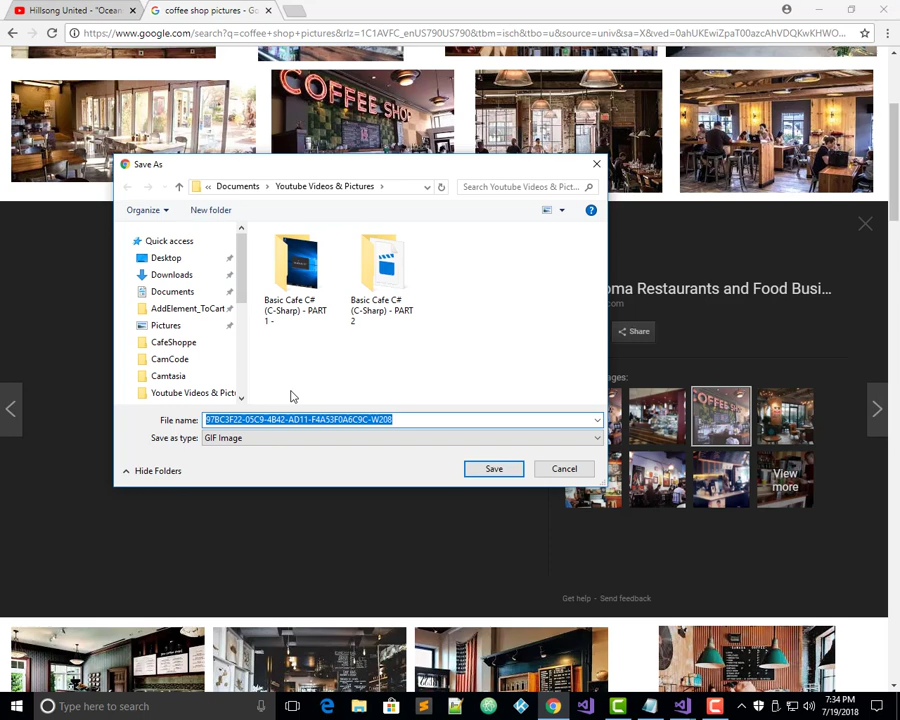 Hillsong United - "Ocean
coffee shop pictures - Go
https://www.google.com/search?q=coffee+shop+pictures&rlz=1C1AVFC_enUS790US790&tbm=isch&tbo=u&source=univ&sa=X&ved=0ahUKEwiZpaT00azcAhVDQKwKHWO...
COFFEE SHOP
Save As
Documents
Youtube Videos & Pictures
Search Youtube Videos & Pict...
Organize
New folder
Quick access
Desktop
Downloads
Documents
AddElement_ToCart
Pictures
CafeShoppe
CamCode
Camtasia
Youtube Videos & Pictu
Basic Cafe C#
(C-Sharp) - PART
1 -
Basic Cafe C#
(C-Sharp) - PART
2
File name:
97BC3F22-05C9-4B42-AD11-F4A53F0A6C9C-W208
Save as type:
GIF Image
Hide Folders
Save
Cancel
oma Restaurants and Food Busi...
.com
Share
ges:
View
more
Get help - Send feedback
Type here to search
7:34 PM
7/19/2018